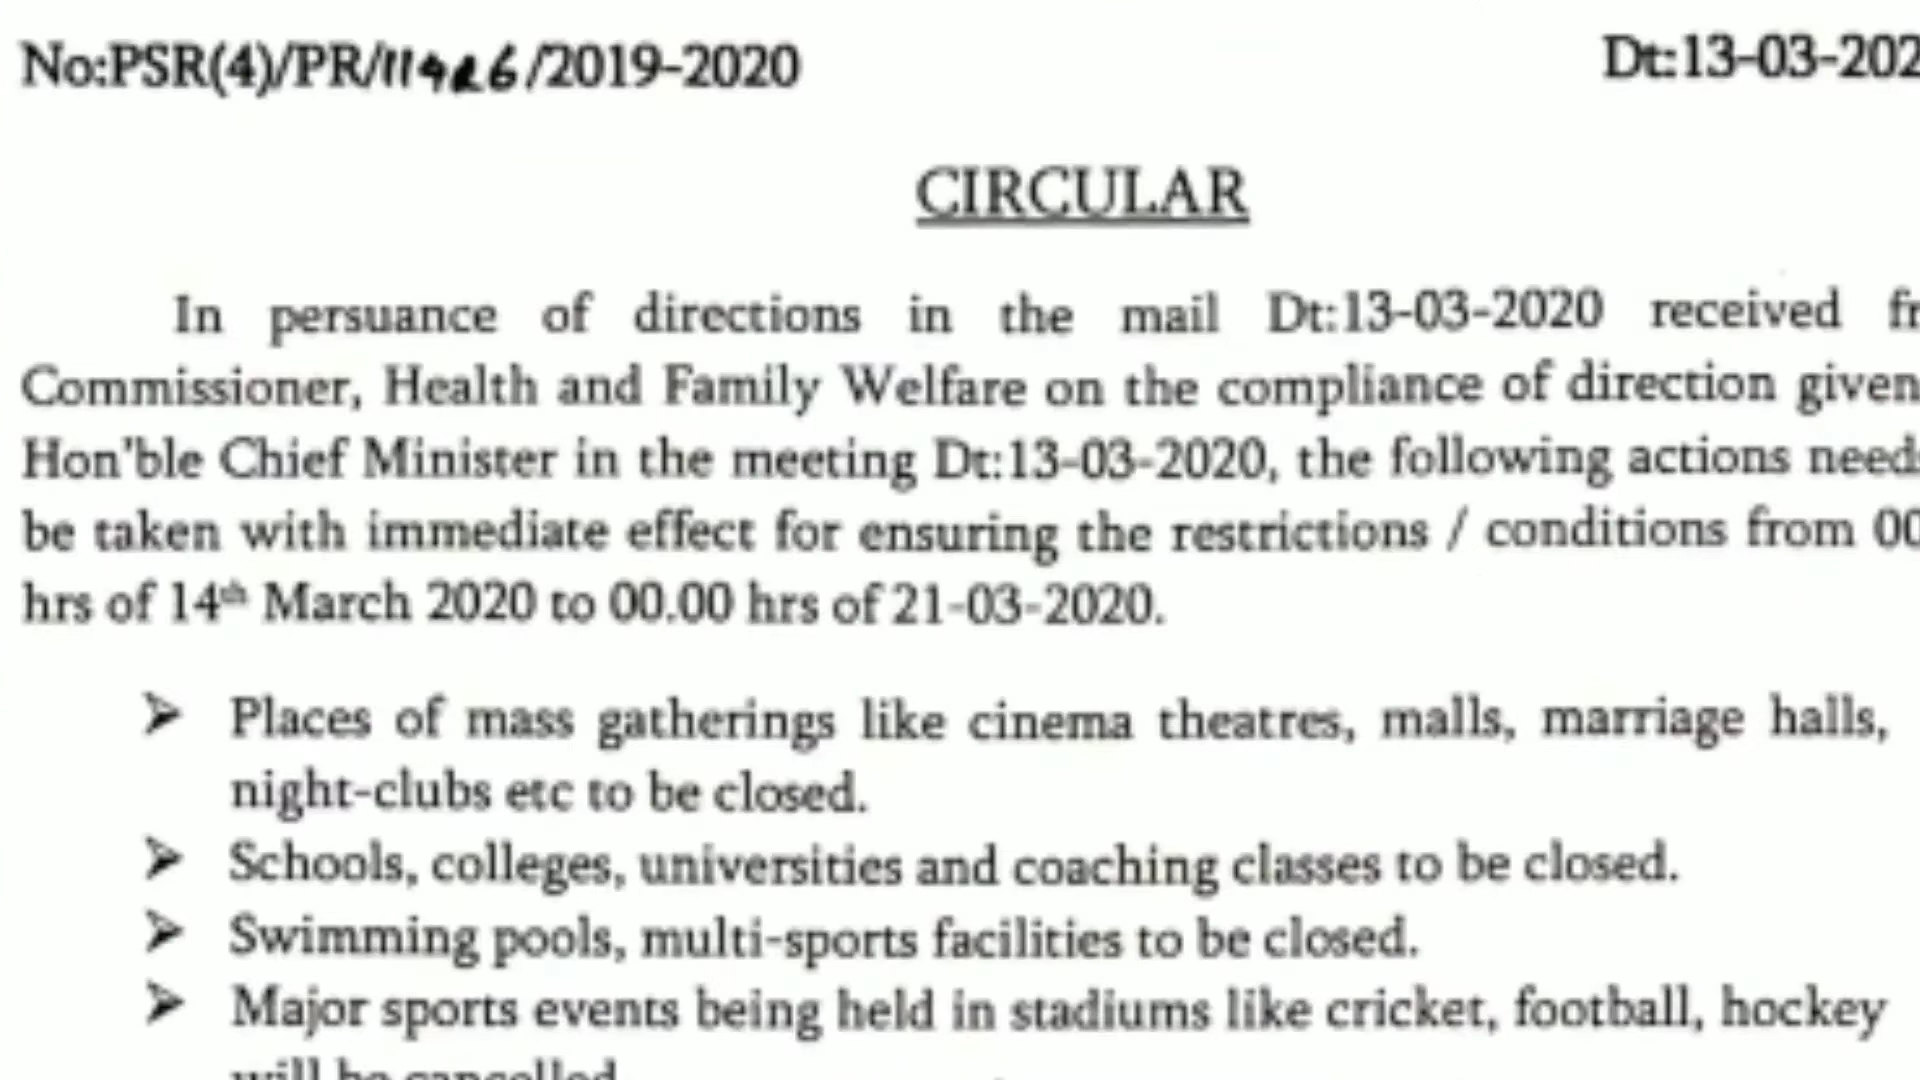 No:PSR(4)/PR/11426/2019-2020 Dt:13-03-202
CIRCULAR
In persuance of directions in the mail Dt:13-03-2020 received fr
Commissioner, Health and Family Welfare on the compliance of direction given
Hon'ble Chief Minister in the meeting Dt:13-03-2020, the following actions need
be taken with immediate effect for ensuring the restrictions / conditions from 00
hrs of 14th March 2020 to 00.00 hrs of 21-03-2020.
➤ Places of mass gatherings like cinema theatres, malls, marriage halls,
night-clubs etc to be closed.
➤ Schools, colleges, universities and coaching classes to be closed.
➤ Swimming pools, multi-sports facilities to be closed.
➤ Major sports events being held in stadiums like cricket, football, hockey
will be cancelled.